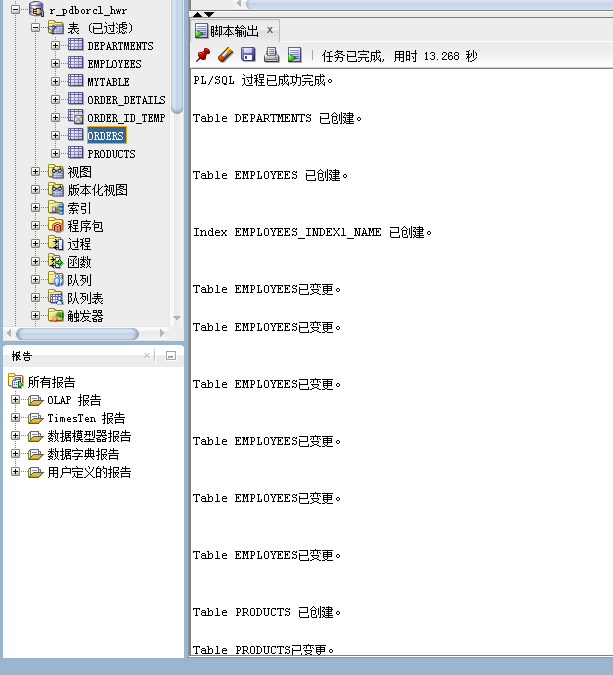 r_pdborcl_hwr
表 (已过滤)
DEPARTMENTS
EMPLOYEES
MYTABLE
ORDER_DETAILS
ORDER_ID_TEMP
ORDERS
PRODUCTS
视图
版本化视图
索引
程序包
过程
函数
队列
队列表
触发器
报告
所有报告
OLAP 报告
TimesTen 报告
数据模型器报告
数据字典报告
用户定义的报告
脚本输出
任务已完成, 用时 13.268 秒
PL/SQL 过程已成功完成。
Table DEPARTMENTS 已创建。
Table EMPLOYEES 已创建。
Index EMPLOYEES_INDEX1_NAME 已创建。
Table EMPLOYEES已变更。
Table EMPLOYEES已变更。
Table EMPLOYEES已变更。
Table EMPLOYEES已变更。
Table EMPLOYEES已变更。
Table EMPLOYEES已变更。
Table PRODUCTS 已创建。
Table PRODUCTS已变更。